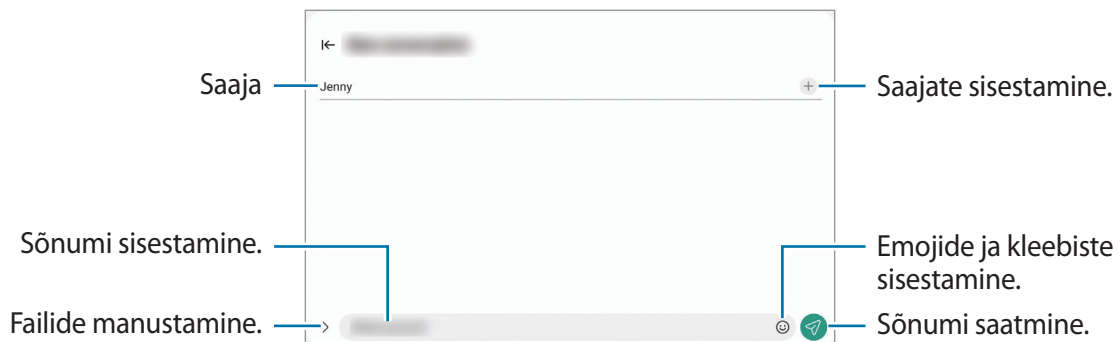 Saaja
Jenny
Saajate sisestamine.
Sõnumi sisestamine.
Emojide ja kleebiste
sisestamine.
Failide manustamine.
Sõnumi saatmine.